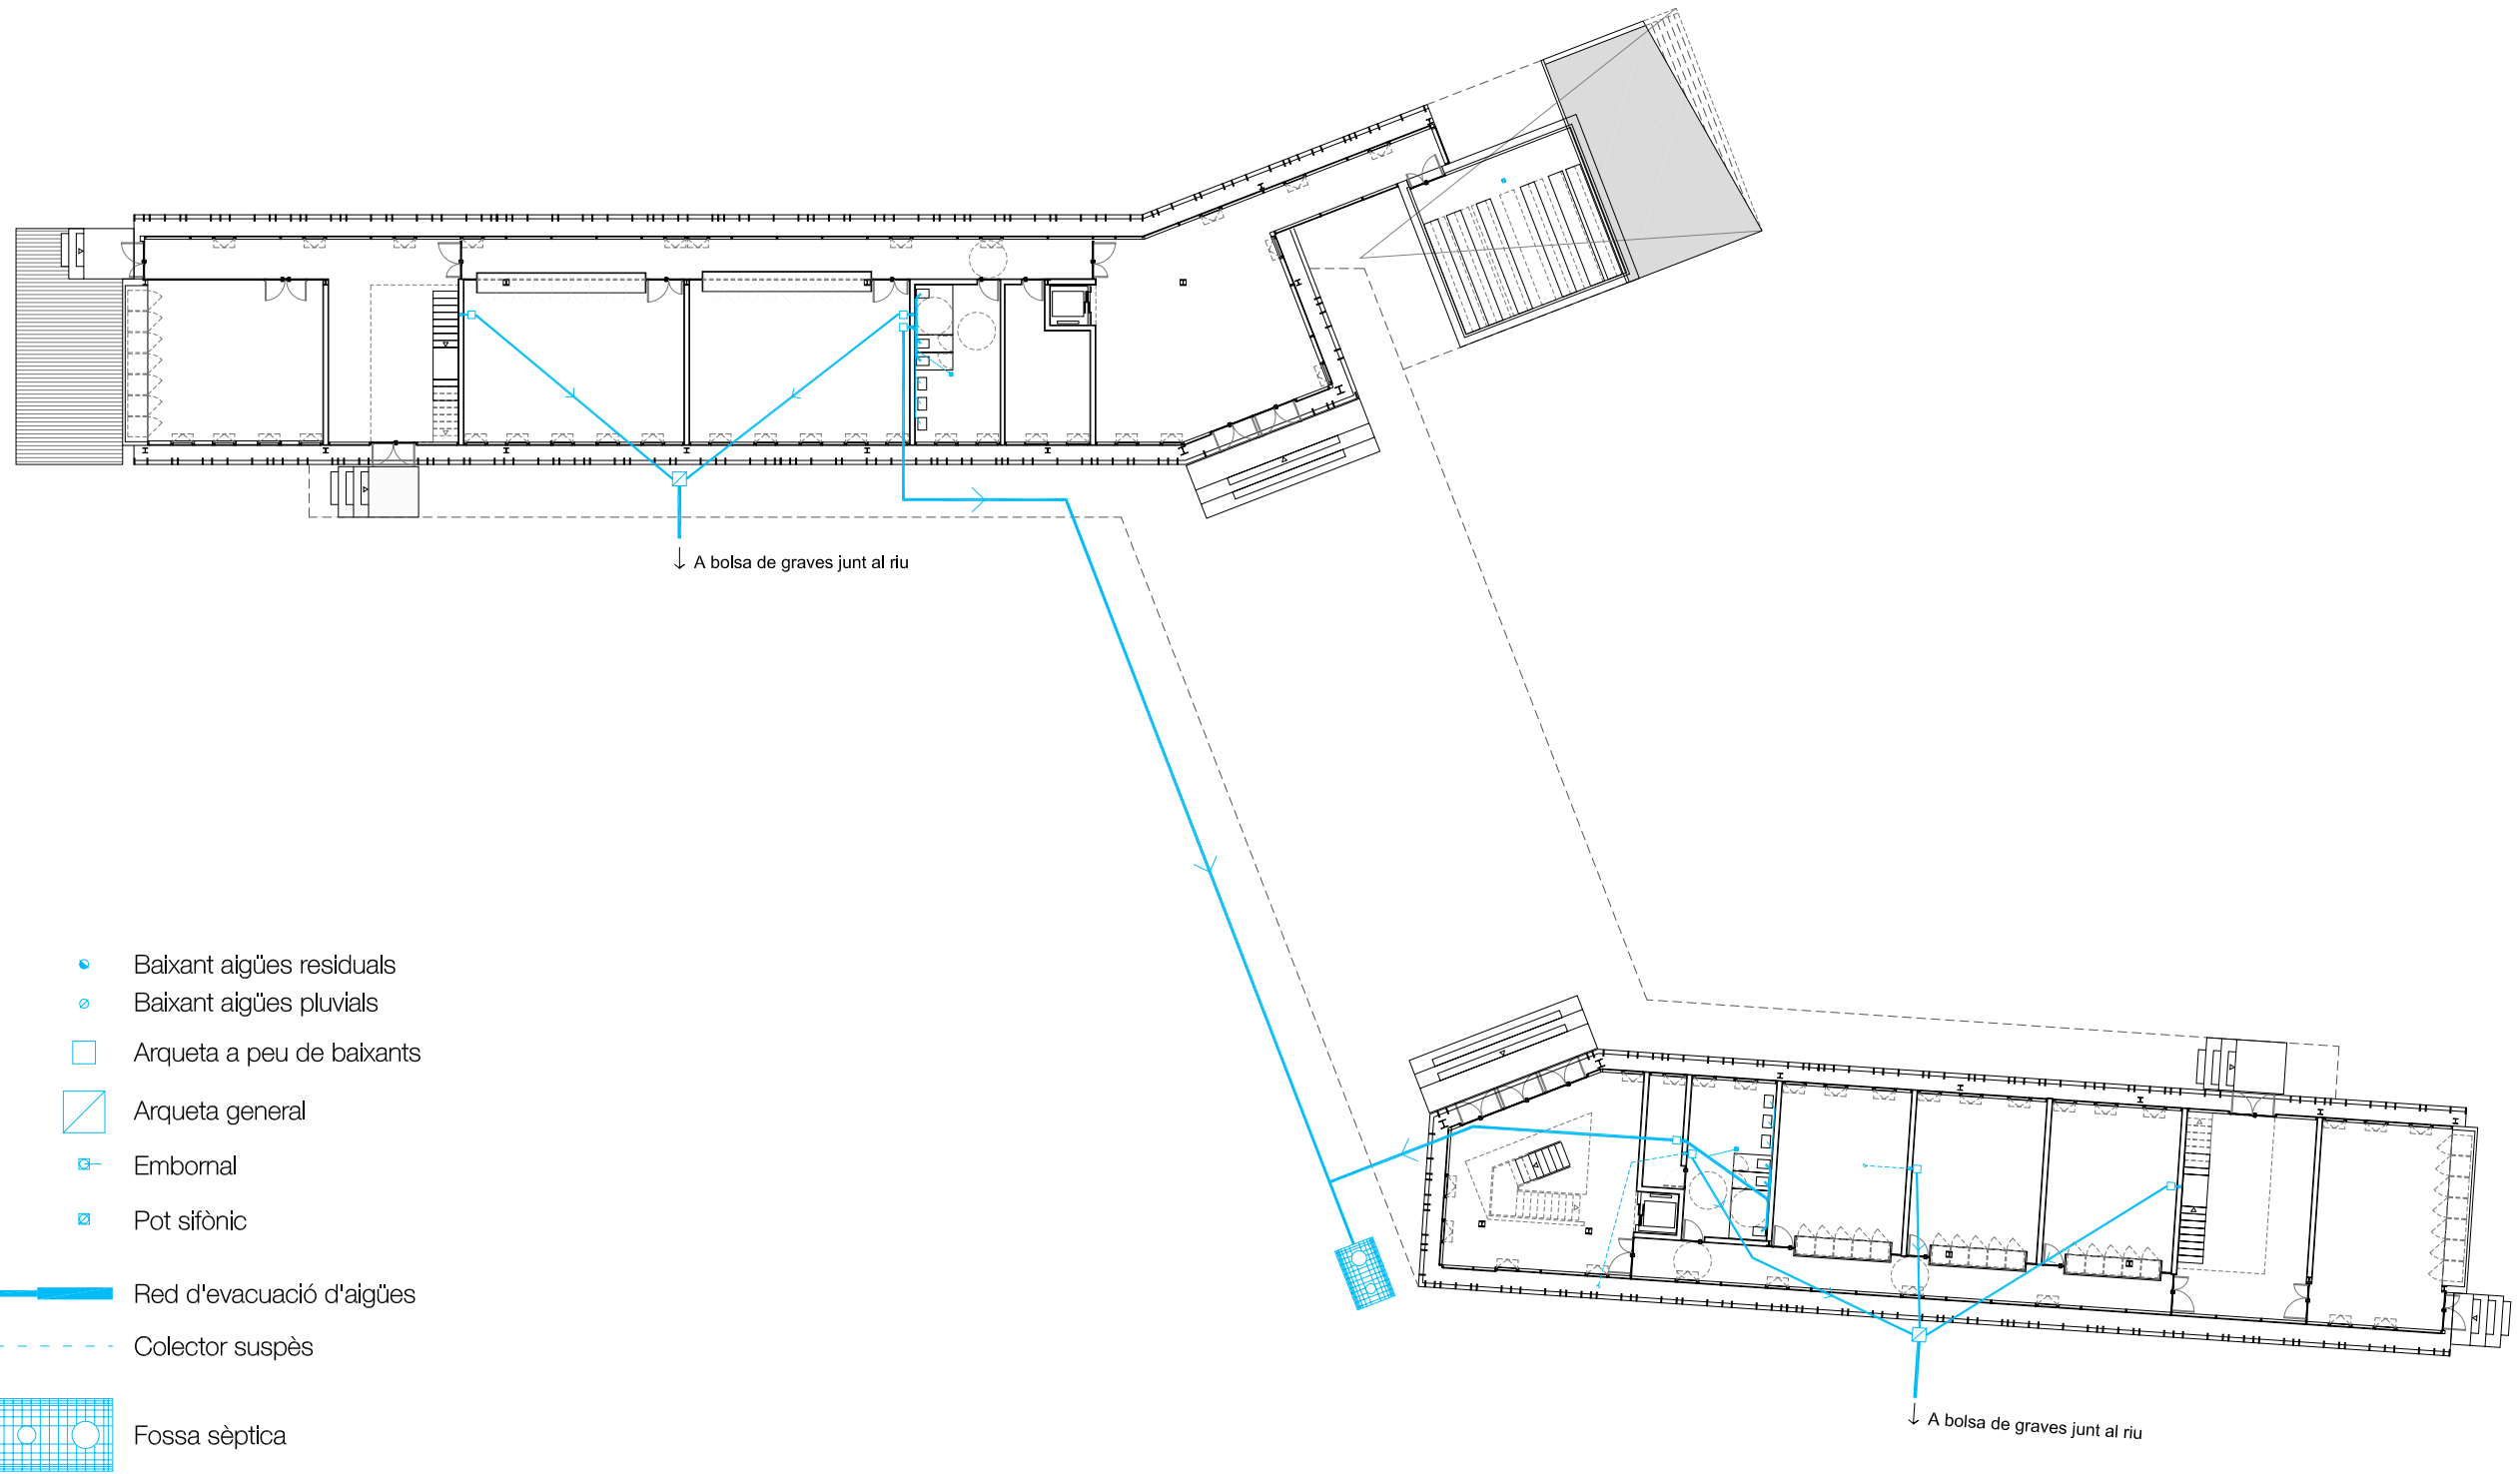 A bolsa de graves junt al riu
Baixant aigües residuals
Baixant aigües pluvials
Arqueta a peu de baixants
Arqueta general
Embornal
Pot sifònic
Red d'evacuació d'aigües
Colector suspès
Fossa sèptica
A bolsa de graves junt al riu